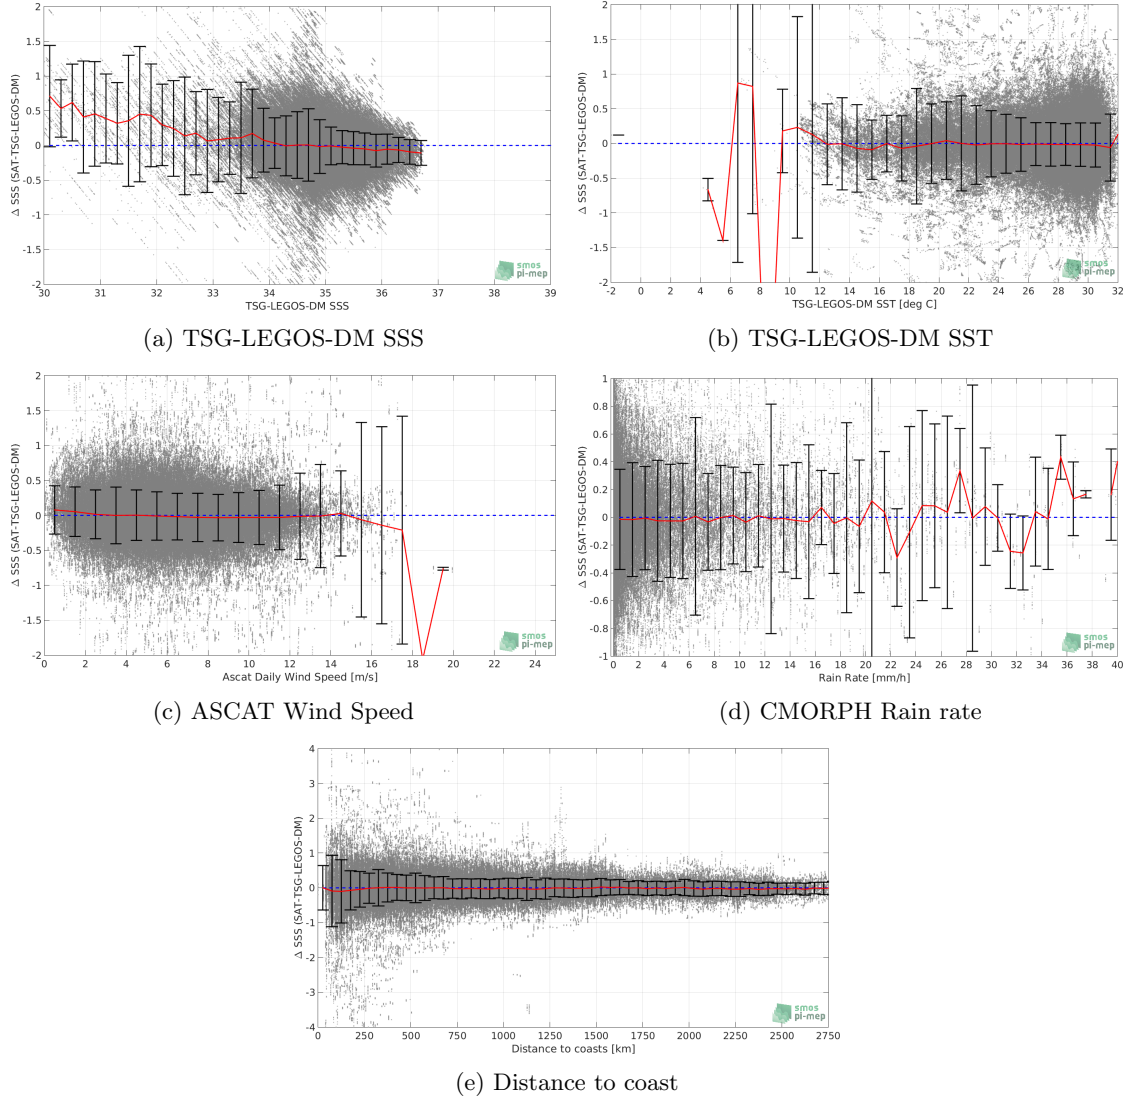 Δ SSS (SAT-TSG-LEGOS-DM)
2
1.5
1
0.5
0
-0.5
-1
-1.5
-2
30 31 32 33 34 35 36 37 38 39
TSG-LEGOS-DM SSS
smos
pi-mep
(a) TSG-LEGOS-DM SSS
Δ SSS (SAT-TSG-LEGOS-DM)
2
1.5
1
0.5
0
-0.5
-1
-1.5
-2
-2 0 2 4 6 8 10 12 14 16 18 20 22 24 26 28 30 32
TSG-LEGOS-DM SST [deg C]
smos
pi-mep
(b) TSG-LEGOS-DM SST
Δ SSS (SAT-TSG-LEGOS-DM)
2
1.5
1
0.5
0
-0.5
-1
-1.5
-2
0 2 4 6 8 10 12 14 16 18 20 22 24
Ascat Daily Wind Speed [m/s]
smos
pi-mep
(c) ASCAT Wind Speed
Δ SSS (SAT-TSG-LEGOS-DM)
1
0.8
0.6
0.4
0.2
0
-0.2
-0.4
-0.6
-0.8
-1
0 2 4 6 8 10 12 14 16 18 20 22 24 26 28 30 32 34 36 38 40
Rain Rate [mm/h]
smos
pi-mep
(d) CMORPH Rain rate
Δ SSS (SAT-TSG-LEGOS-DM)
4
3
2
1
0
-1
-2
-3
-4
0 250 500 750 1000 1250 1500 1750 2000 2250 2500 2750
Distance to coasts [km]
smos
pi-mep
(e) Distance to coast